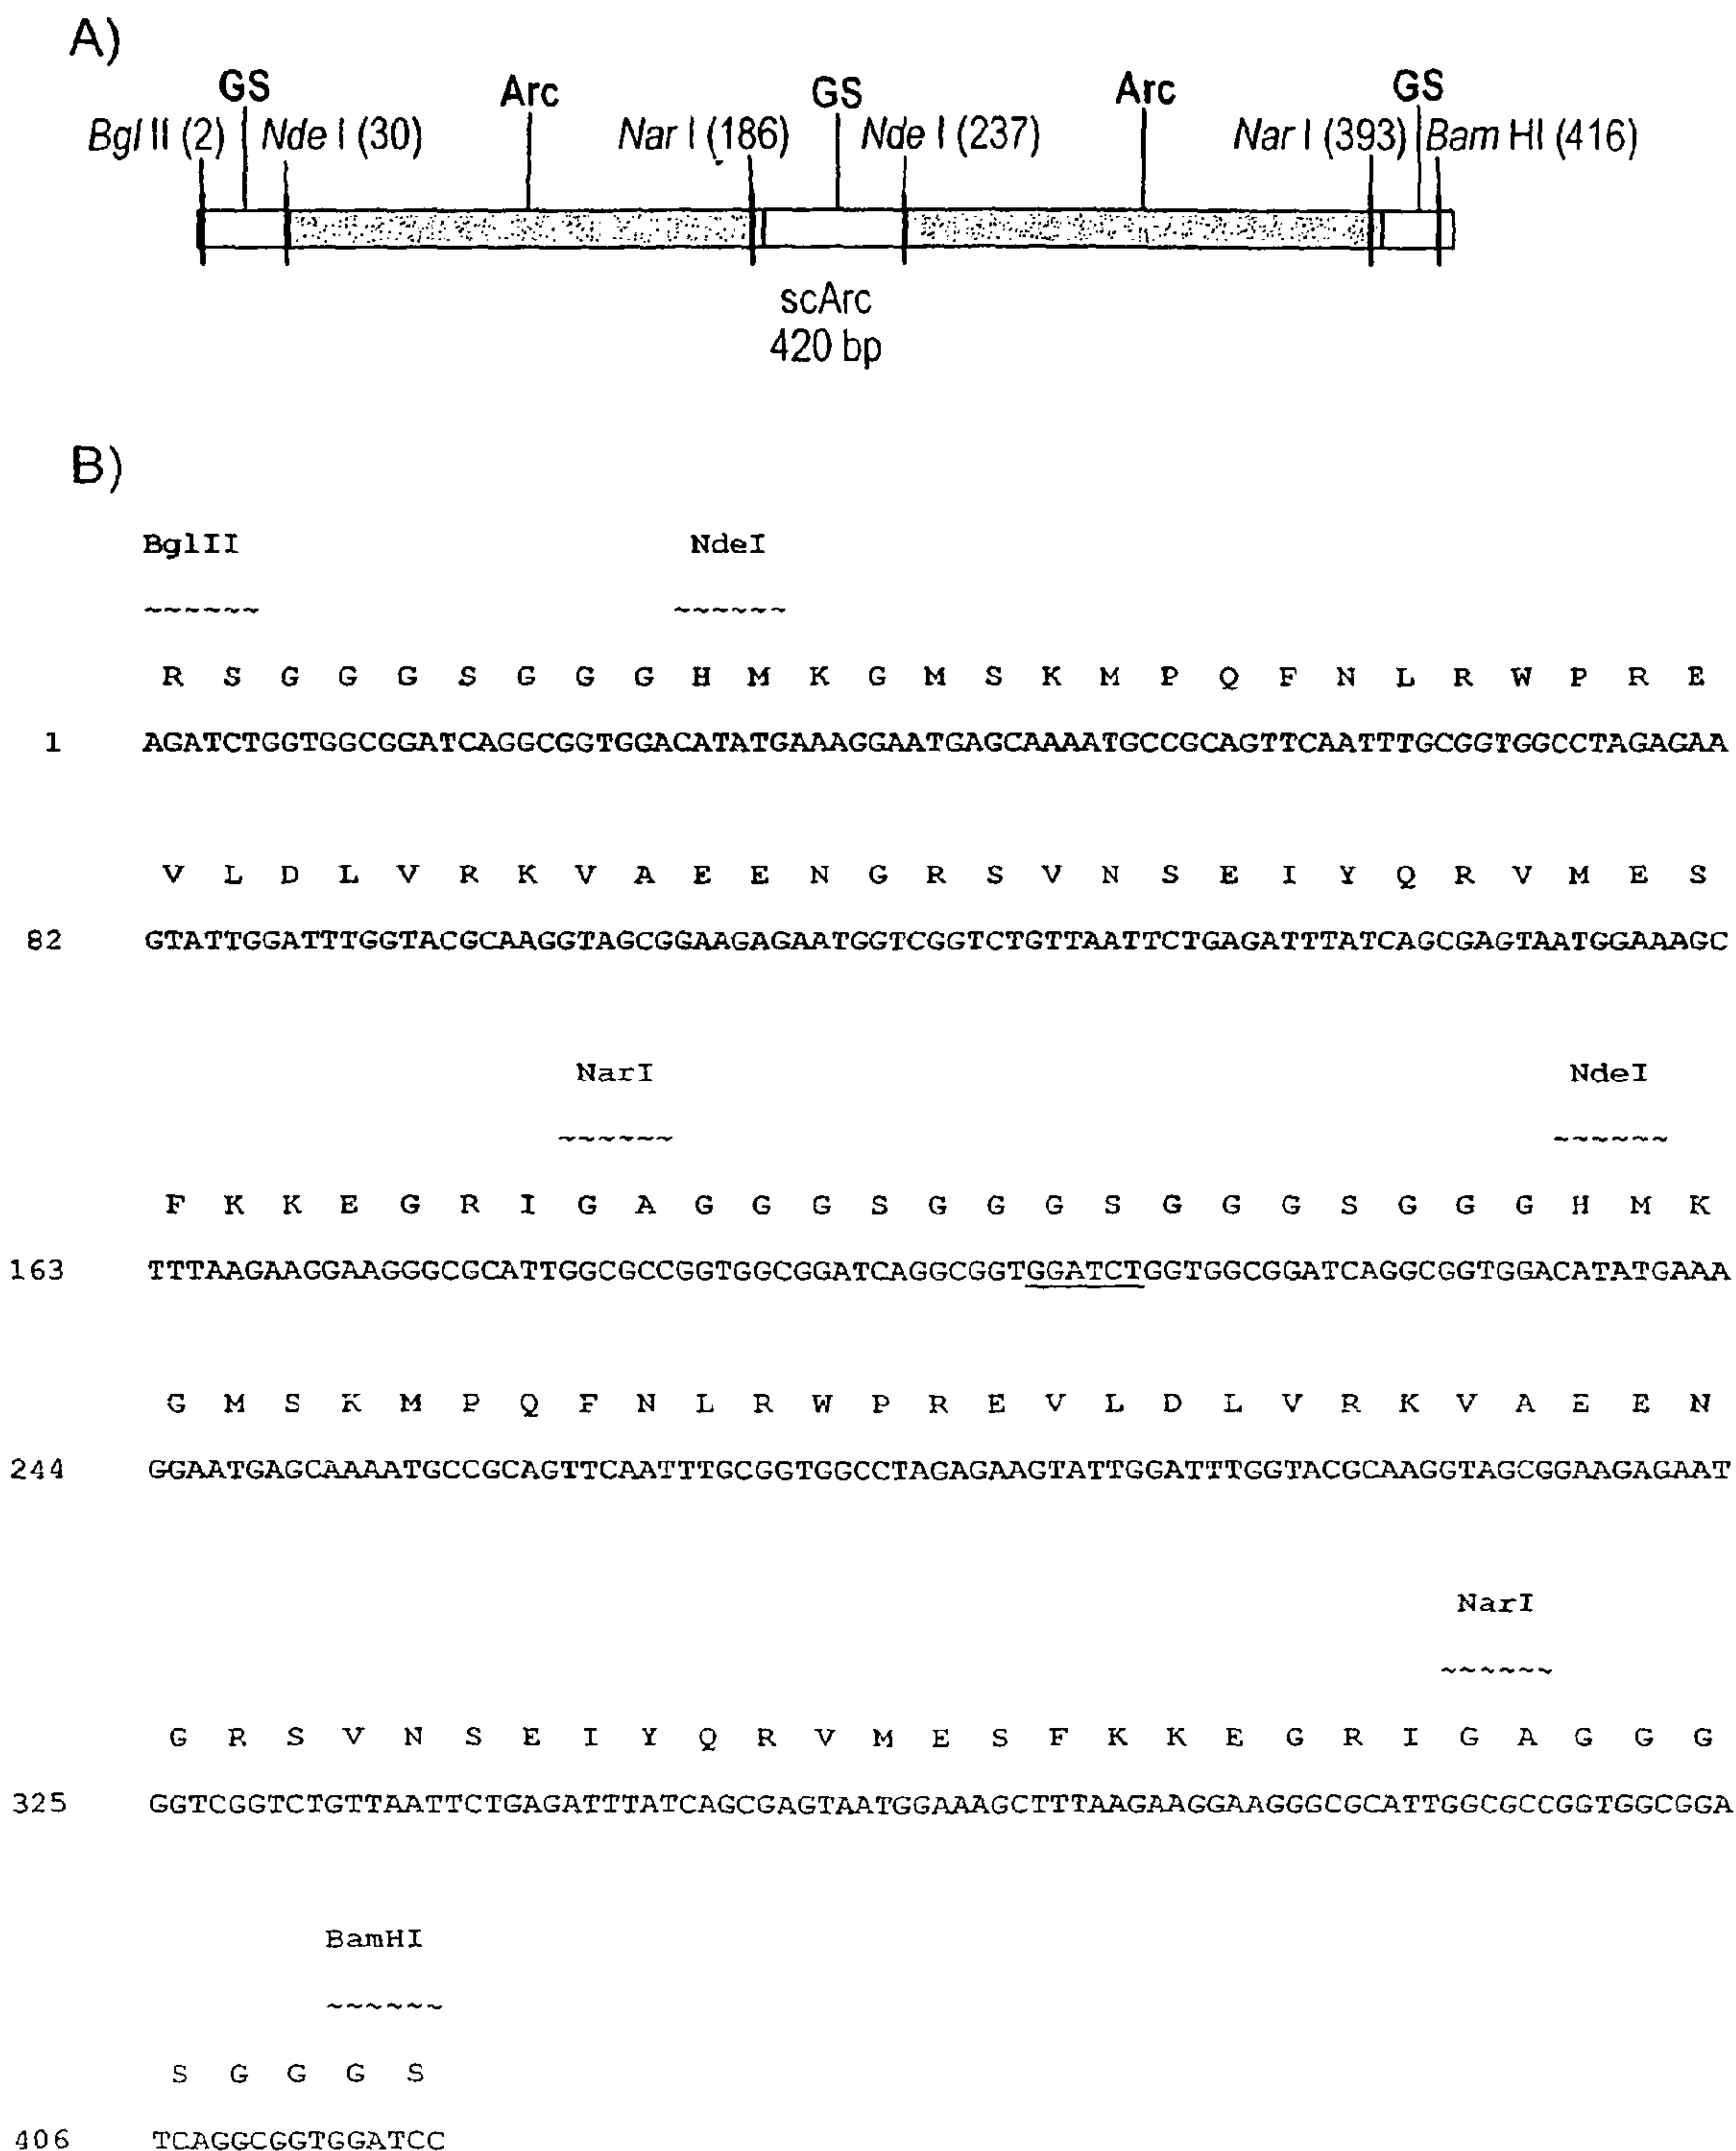 A)
GS Arc GS Arc GS
Bgl II (2) Nde I (30) Nar I (186) Nde I (237) Nar I (393) Bam HI (416)
scArc
420 bp
B)
BglII NdeI
~~~~~~ ~~~~~~
R S G G G S G G G H M K G M S K M P Q F N L R W P R E
1 AGATCTGGTGGCGGATCAGGCGGTGGACATATGAAAGGAATGAGCAAAATGCCGCAGTTCAATTTGCGGTGGCCTAGAGAA
V L D L V R K V A E E N G R S V N S E I Y Q R V M E S
82 GTATTGGATTTGGTACGCAAGGTAGCGGAAGAGAATGGTCGGTCTGTTAATTCTGAGATTTATCAGCGAGTAATGGAAAGC
NarI NdeI
~~~~~~ ~~~~~~
F K K E G R I G A G G G S G G G S G G G S G G G H M K
163 TTTAAGAAGGAAGGGCGCATTGGCGCCGGTGGCGGATCAGGCGGTGGATCTGGTGGCGGATCAGGCGGTGGACATATGAAA
G M S K M P Q F N L R W P R E V L D L V R K V A E E N
244 GGAATGAGCAAAATGCCGCAGTTCAATTTGCGGTGGCCTAGAGAAGTATTGGATTTGGTACGCAAGGTAGCGGAAGAGAAT
NarI
~~~~~~
G R S V N S E I Y Q R V M E S F K K E G R I G A G G G
325 GGTCGGTCTGTTAATTCTGAGATTTATCAGCGAGTAATGGAAAGCTTTAAGAAGGAAGGGCGCATTGGCGCCGGTGGCGGA
BamHI
~~~~~~
S G G G S
406 TCAGGCGGTGGATCC